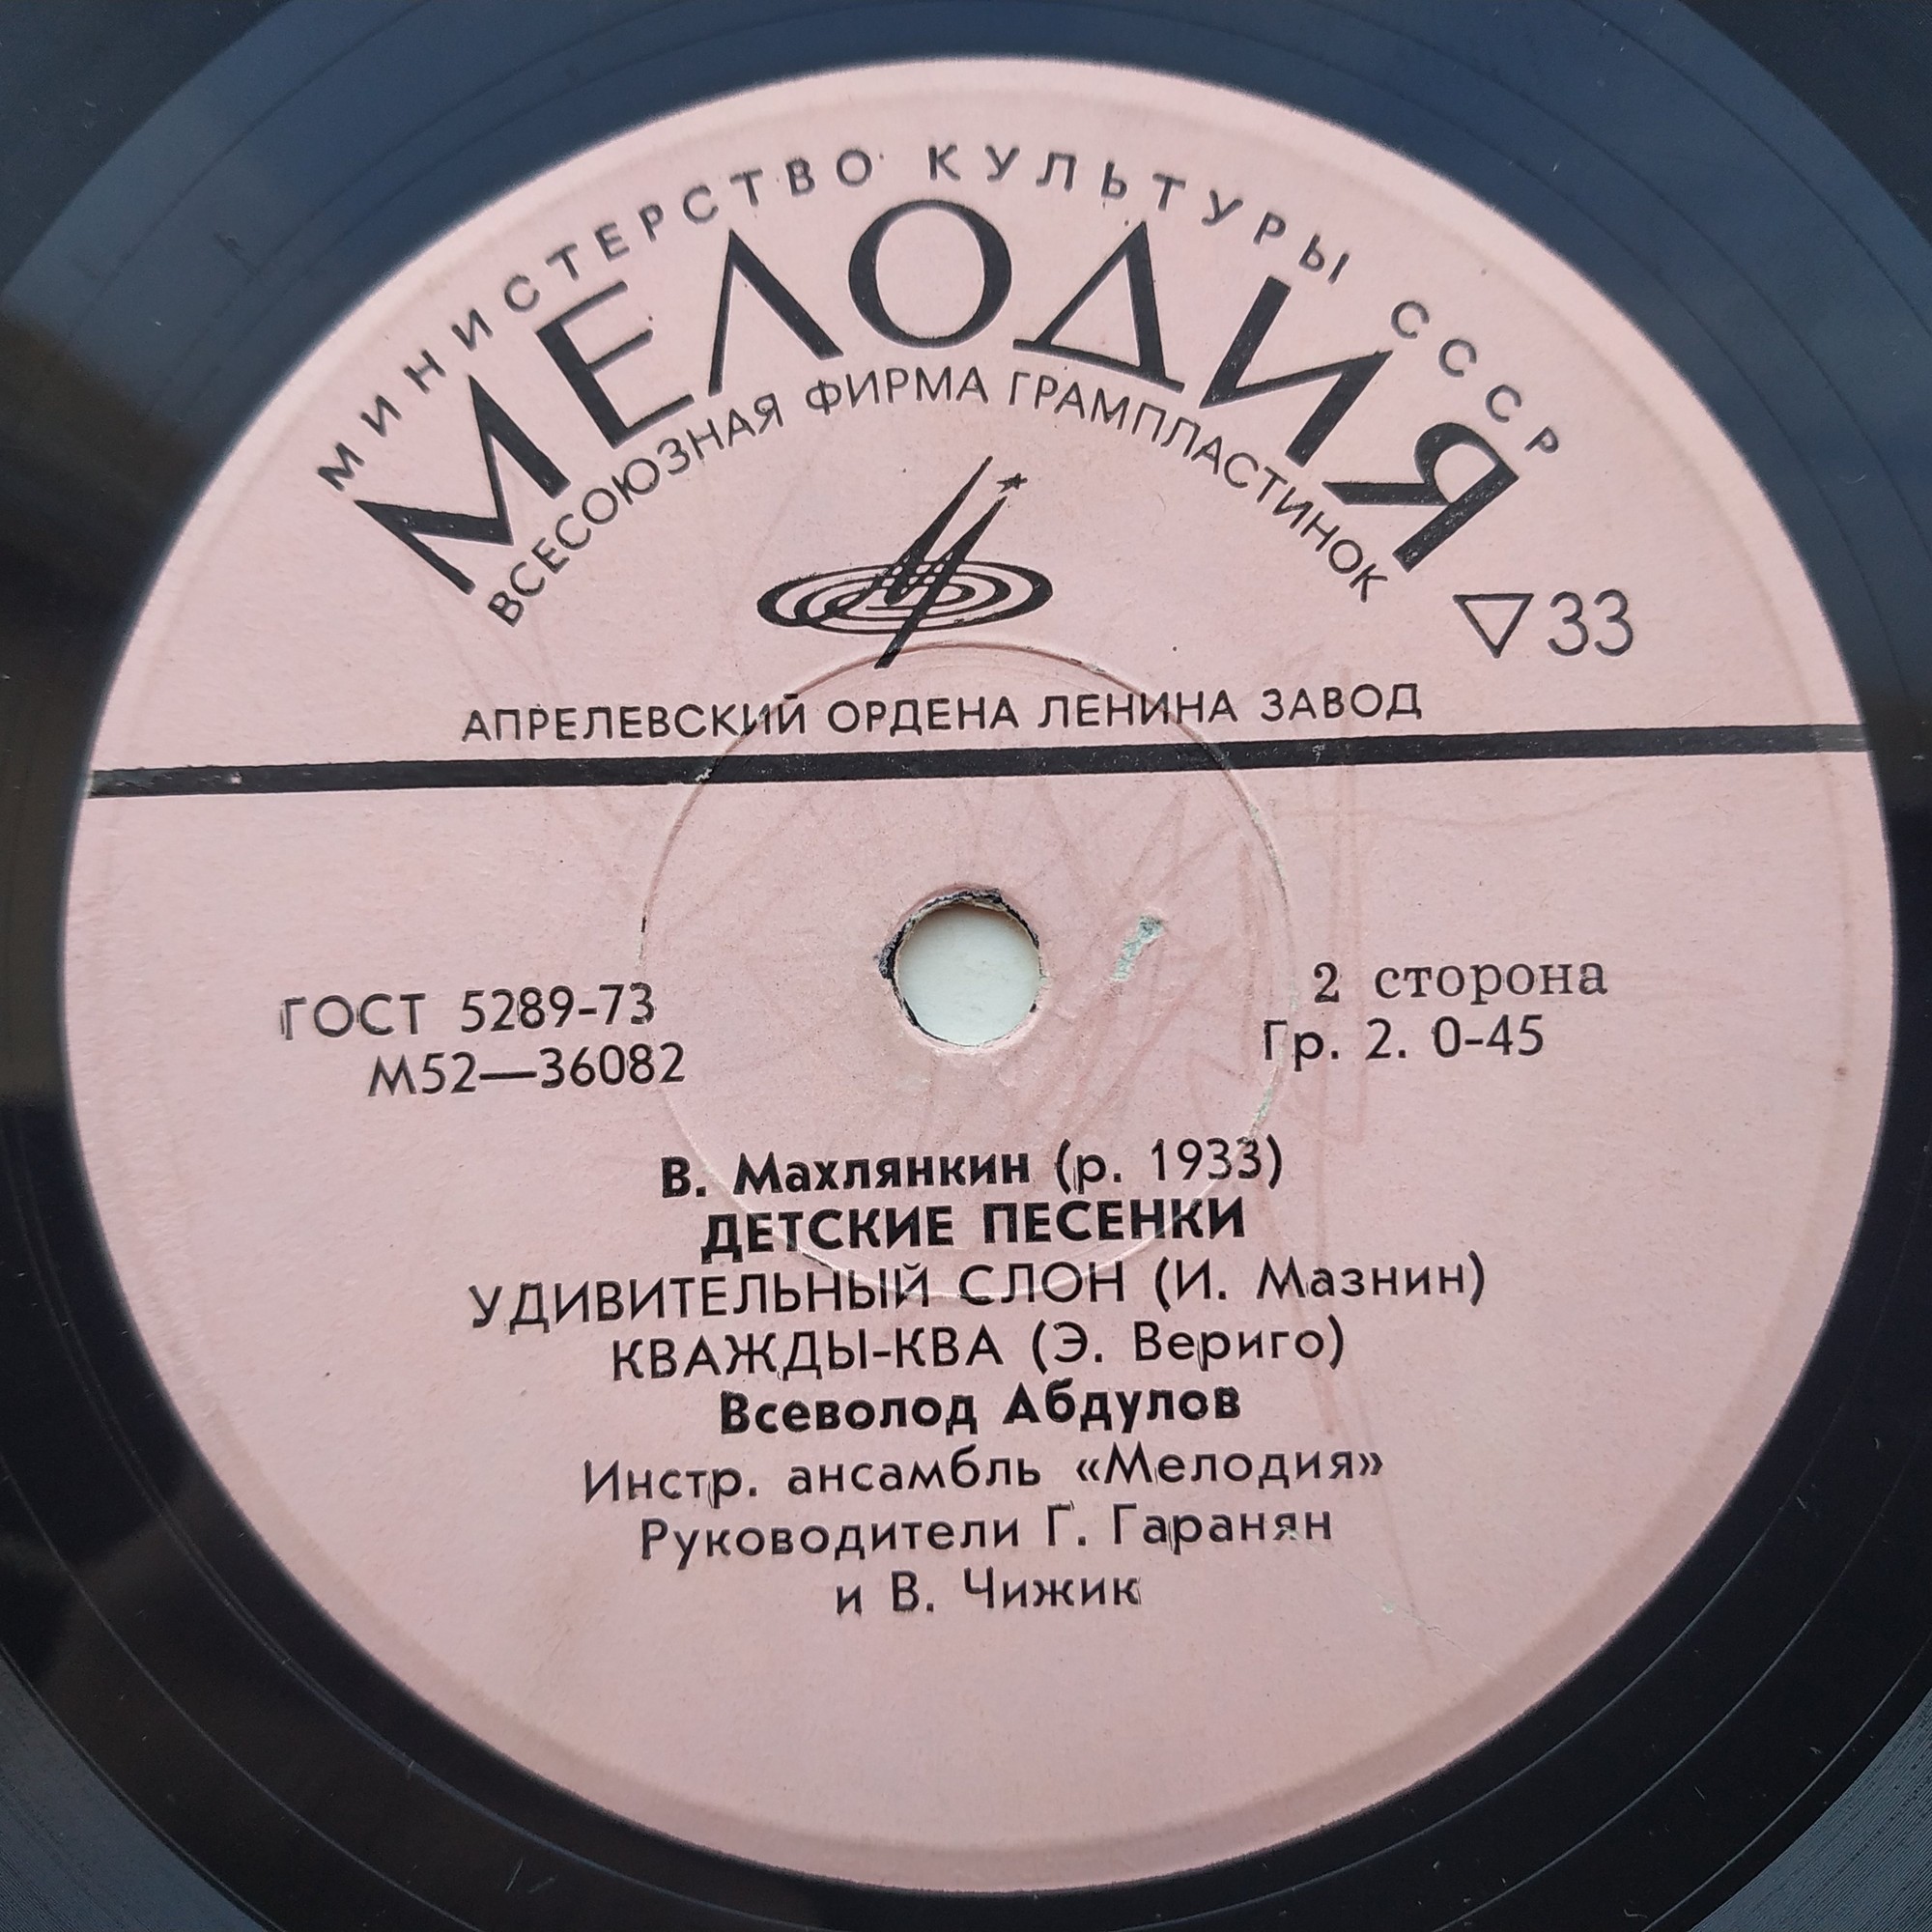 МИНИСТЕРСТВО КУЛЬТУРЫ СССР
МЕЛОДИЯ
ВСЕСОЮЗНАЯ ФИРМА ГРАМПЛАСТИНОК
▽33
АПРЕЛЕВСКИЙ ОРДЕНА ЛЕНИНА ЗАВОД
ГОСТ 5289-73
М52—36082
2 сторона
Гр. 2. 0-45
В. Махлянкин (р. 1933)
ДЕТСКИЕ ПЕСЕНКИ
УДИВИТЕЛЬНЫЙ СЛОН (И. Мазнин)
КВАЖДЫ-КВА (Э. Вериго)
Всеволод Абдулов
Инстр. ансамбль «Мелодия»
Руководители Г. Гаранян
и В. Чижик